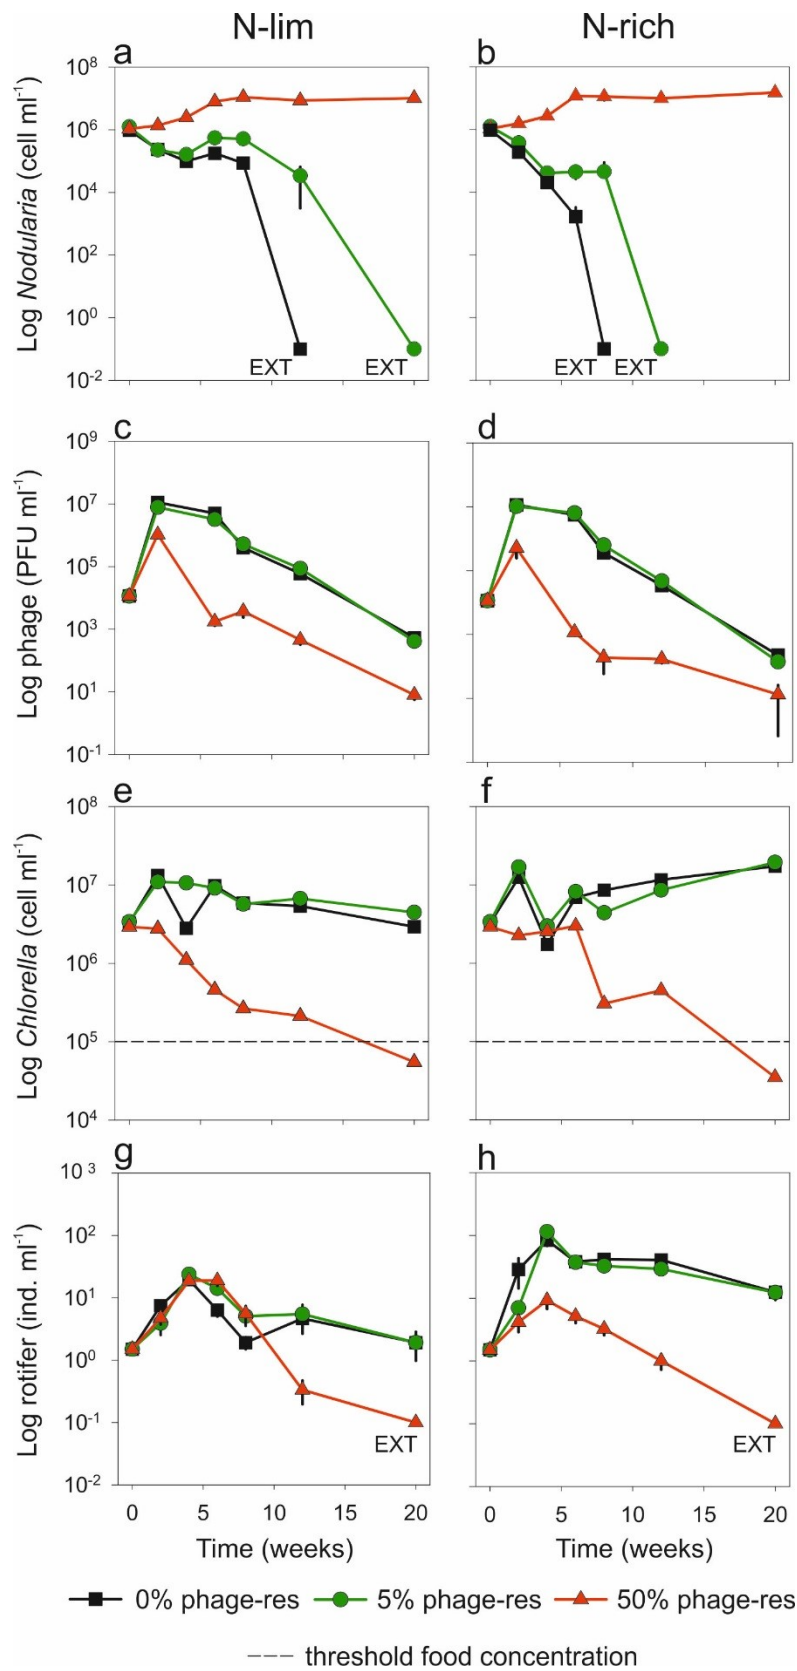 N-lim N-rich
a b
10⁸
10⁶
10⁴
10²
10⁰
10⁻²
Log Nodularia (cell ml⁻¹)
EXT EXT EXT EXT
c d
10⁹
10⁷
10⁵
10³
10¹
10⁻¹
Log phage (PFU ml⁻¹)
e f
10⁸
10⁷
10⁶
10⁵
10⁴
Log Chlorella (cell ml⁻¹)
g h
10³
10²
10¹
10⁰
10⁻¹
10⁻²
Log rotifer (ind. ml⁻¹)
EXT EXT
0 5 10 15 20 0 5 10 15 20
Time (weeks) Time (weeks)
0% phage-res 5% phage-res 50% phage-res
threshold food concentration